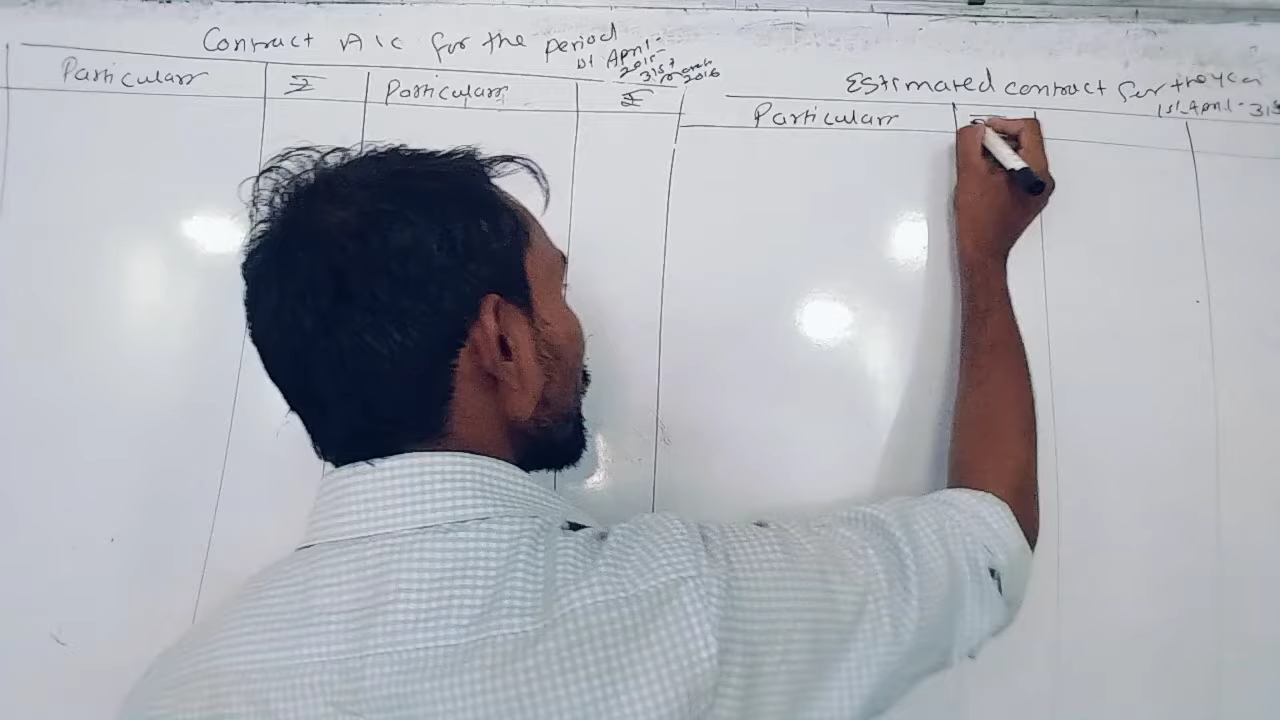 Contract A/c for the period
1st April-
2015-
31st
march
2016
Particulars ₹ Particulars ₹
Estimated contract for the year
1st April - 31s
Particulars